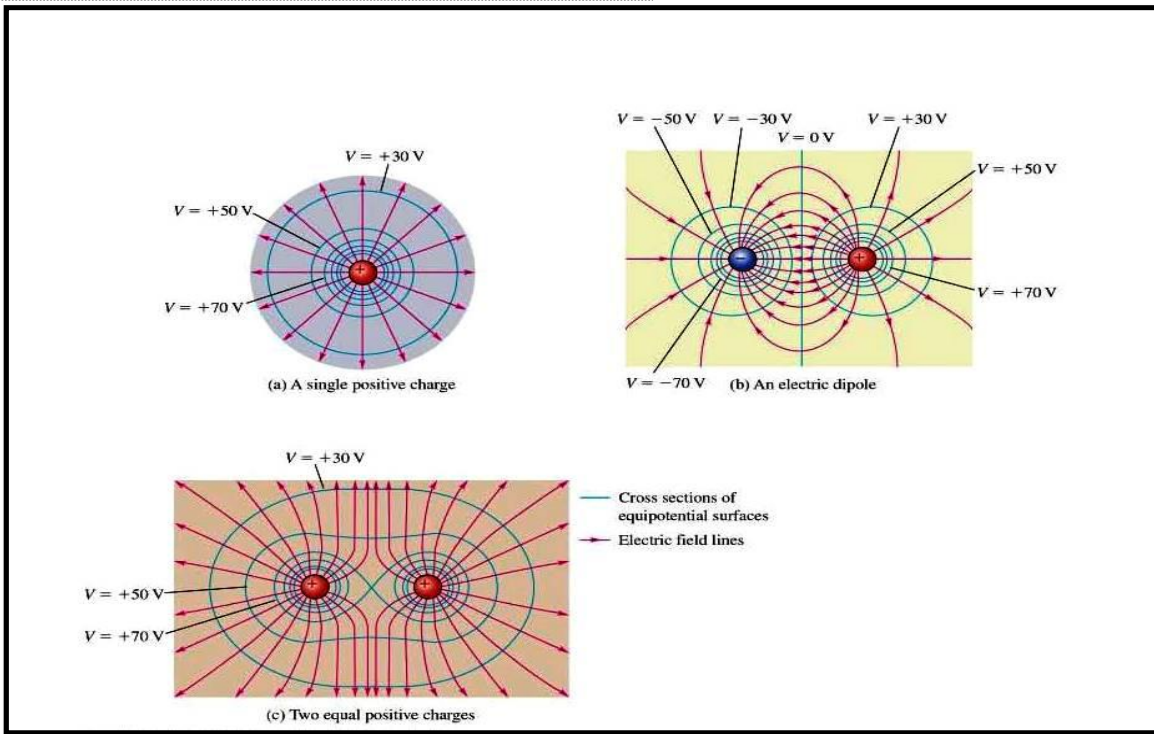 V = +30 V
V = +50 V
V = +70 V
+
(a) A single positive charge
V = −50 V
V = −30 V
V = 0 V
V = +30 V
V = +50 V
V = +70 V
V = −70 V
−
+
(b) An electric dipole
V = +30 V
V = +50 V
V = +70 V
+
+
(c) Two equal positive charges
Cross sections of
equipotential surfaces
Electric field lines